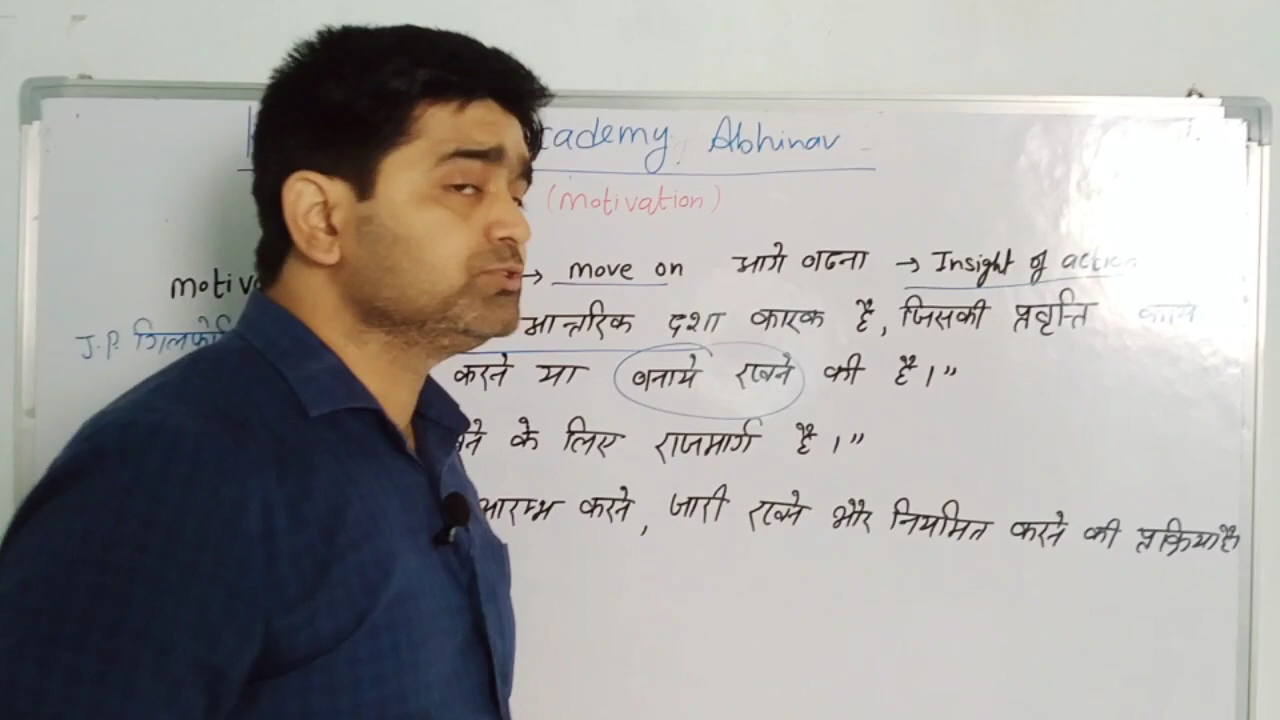 cademy Abhinav
(motivation)
motiva → move on आगे बढना → Insight of action
J.P. गिलफो आन्तरिक दशा कारक है, जिसकी प्रवृत्ति कार्य
करने या बनाये रखने की है।”
ने के लिए राजमार्ग है।”
आरम्भ करने, जारी रखने और नियमित करने की प्रक्रिया है।